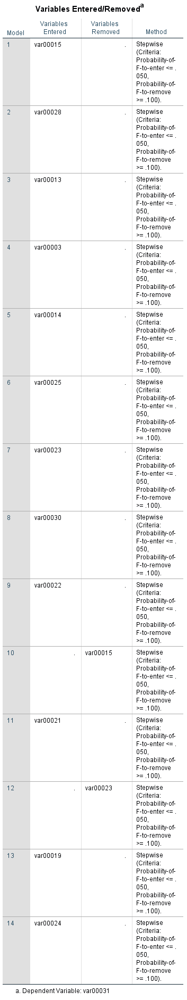 Variables Entered/Removedᵃ
Model Variables Entered Variables Removed Method
1 var00015 . Stepwise
(Criteria:
Probability-of-
F-to-enter <= .
050,
Probability-of-
F-to-remove
>= .100).
2 var00028 . Stepwise
(Criteria:
Probability-of-
F-to-enter <= .
050,
Probability-of-
F-to-remove
>= .100).
3 var00013 . Stepwise
(Criteria:
Probability-of-
F-to-enter <= .
050,
Probability-of-
F-to-remove
>= .100).
4 var00003 . Stepwise
(Criteria:
Probability-of-
F-to-enter <= .
050,
Probability-of-
F-to-remove
>= .100).
5 var00014 . Stepwise
(Criteria:
Probability-of-
F-to-enter <= .
050,
Probability-of-
F-to-remove
>= .100).
6 var00025 . Stepwise
(Criteria:
Probability-of-
F-to-enter <= .
050,
Probability-of-
F-to-remove
>= .100).
7 var00023 . Stepwise
(Criteria:
Probability-of-
F-to-enter <= .
050,
Probability-of-
F-to-remove
>= .100).
8 var00030 . Stepwise
(Criteria:
Probability-of-
F-to-enter <= .
050,
Probability-of-
F-to-remove
>= .100).
9 var00022 . Stepwise
(Criteria:
Probability-of-
F-to-enter <= .
050,
Probability-of-
F-to-remove
>= .100).
10 . var00015 Stepwise
(Criteria:
Probability-of-
F-to-enter <= .
050,
Probability-of-
F-to-remove
>= .100).
11 var00021 . Stepwise
(Criteria:
Probability-of-
F-to-enter <= .
050,
Probability-of-
F-to-remove
>= .100).
12 . var00023 Stepwise
(Criteria:
Probability-of-
F-to-enter <= .
050,
Probability-of-
F-to-remove
>= .100).
13 var00019 . Stepwise
(Criteria:
Probability-of-
F-to-enter <= .
050,
Probability-of-
F-to-remove
>= .100).
14 var00024 . Stepwise
(Criteria:
Probability-of-
F-to-enter <= .
050,
Probability-of-
F-to-remove
>= .100).
a. Dependent Variable: var00031